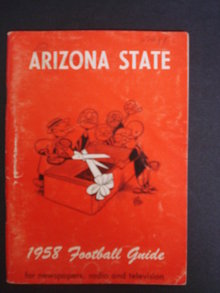 ARIZONA STATE
1958 Football Guide
for newspapers, radio and television